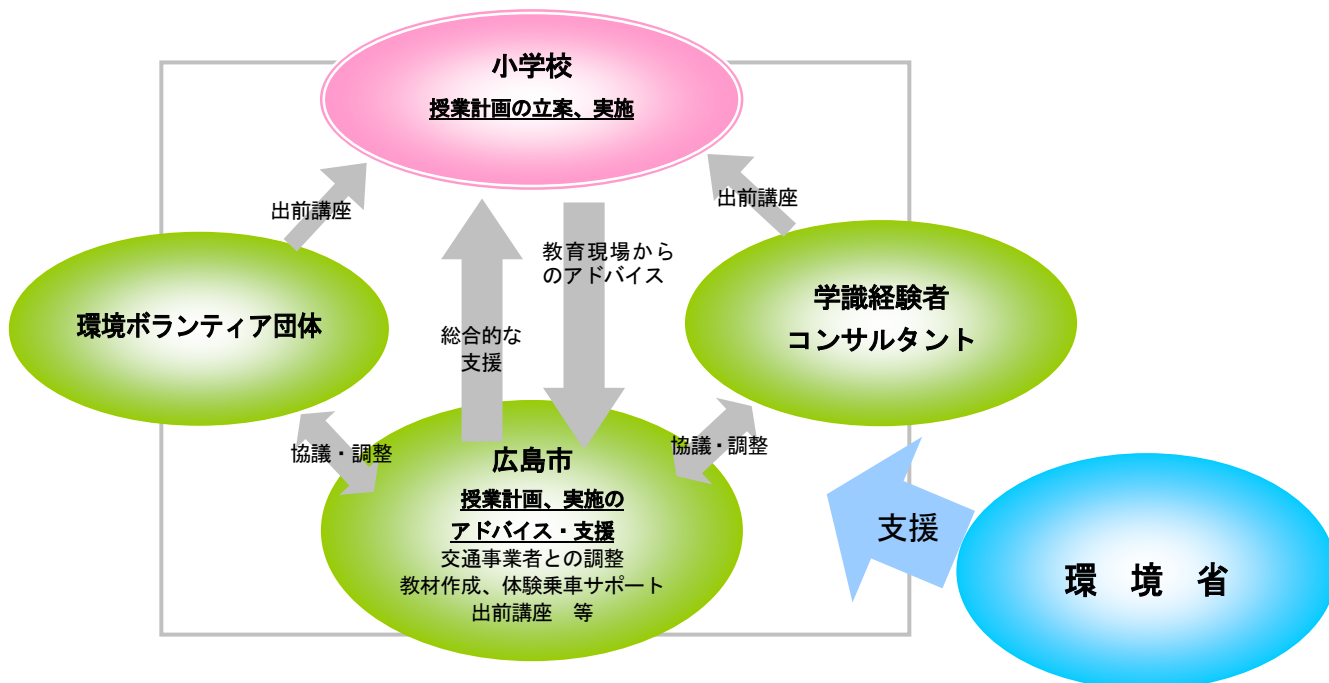 小学校
授業計画の立案、実施
出前講座
出前講座
教育現場から
のアドバイス
環境ボランティア団体
学識経験者
コンサルタント
総合的な
支援
協議・調整
協議・調整
広島市
授業計画、実施の
アドバイス・支援
交通事業者との調整
教材作成、体験乗車サポート
出前講座　等
支援
環　境　省